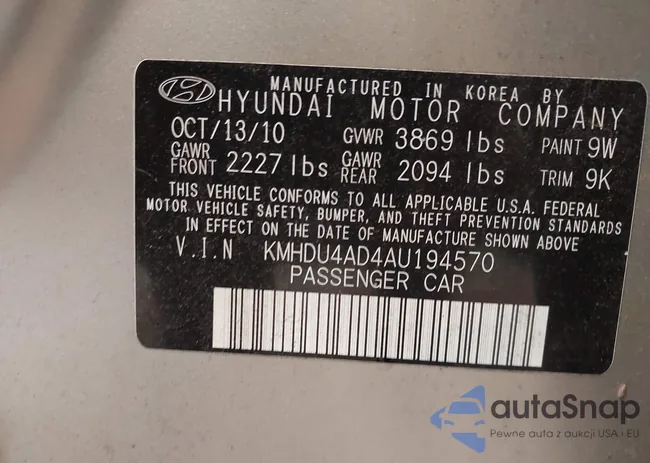 MANUFACTURED IN KOREA BY
HYUNDAI MOTOR COMPANY
OCT/13/10 GVWR 3869 lbs PAINT 9W
GAWR FRONT 2227 lbs GAWR REAR 2094 lbs TRIM 9K
THIS VEHICLE CONFORMS TO ALL APPLICABLE U.S.A. FEDERAL
MOTOR VEHICLE SAFETY, BUMPER, AND THEFT PREVENTION STANDARDS
IN EFFECT ON THE DATE OF MANUFACTURE SHOWN ABOVE
V.I.N KMHDU4AD4AU194570
PASSENGER CAR
autaSnap
Pewne auta z aukcji USA i EU